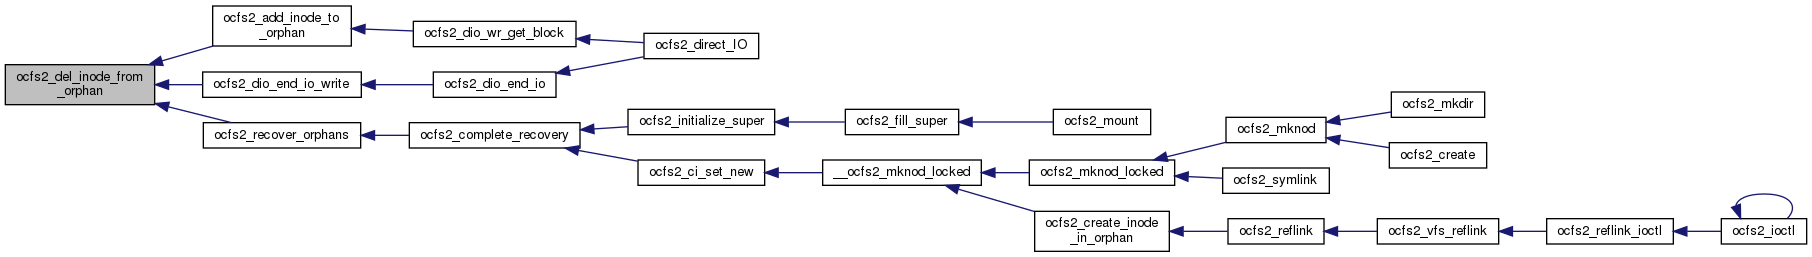 ocfs2_del_inode_from
_orphan
ocfs2_add_inode_to
_orphan
ocfs2_dio_wr_get_block
ocfs2_direct_IO
ocfs2_dio_end_io_write
ocfs2_dio_end_io
ocfs2_recover_orphans
ocfs2_complete_recovery
ocfs2_initialize_super
ocfs2_fill_super
ocfs2_mount
ocfs2_ci_set_new
__ocfs2_mknod_locked
ocfs2_mknod_locked
ocfs2_mknod
ocfs2_mkdir
ocfs2_create
ocfs2_symlink
ocfs2_create_inode
_in_orphan
ocfs2_reflink
ocfs2_vfs_reflink
ocfs2_reflink_ioctl
ocfs2_ioctl